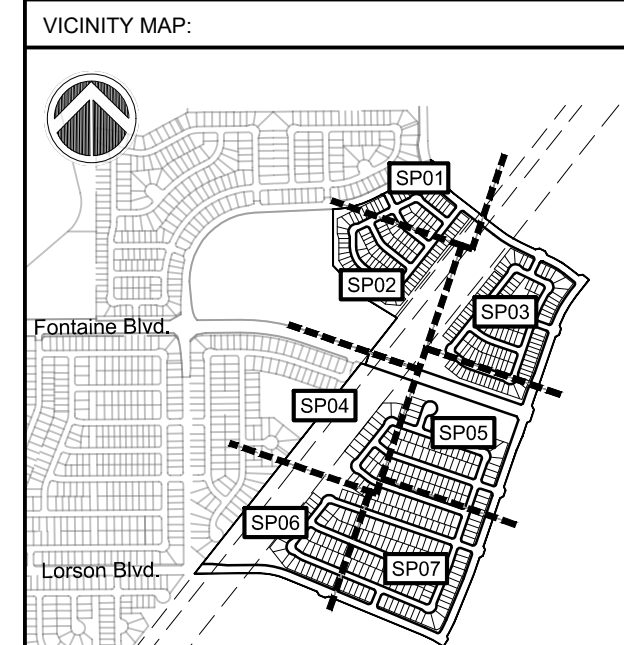 VICINITY MAP:
SP01
SP02
SP03
Fontaine Blvd.
SP04
SP05
SP06
Lorson Blvd.
SP07